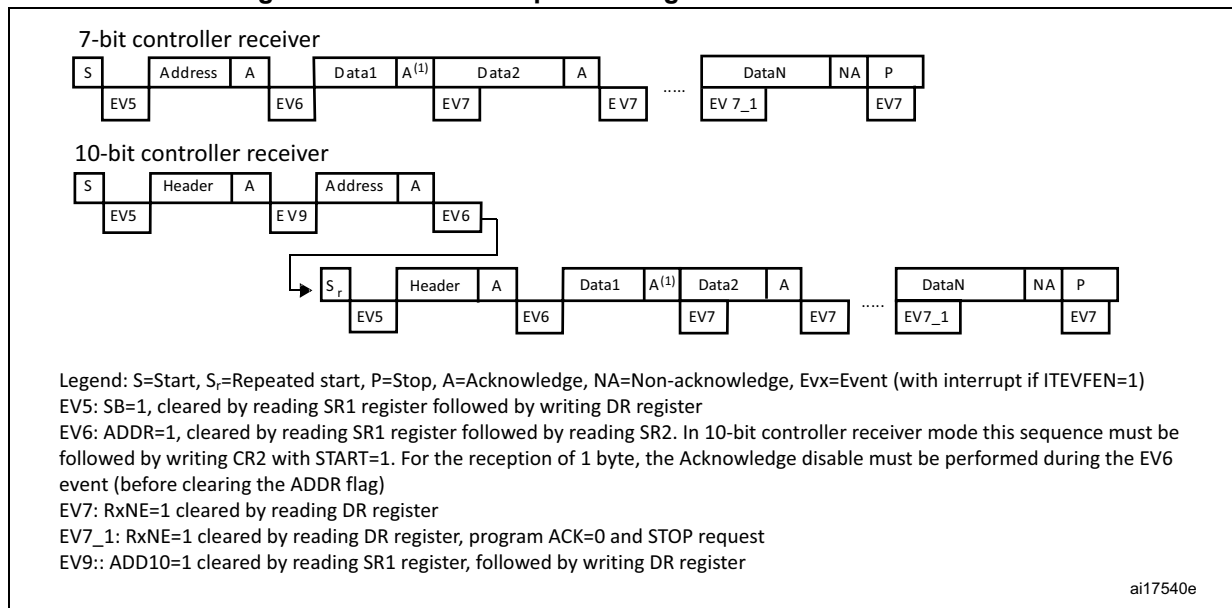 7-bit controller receiver
S Address A Data1 A(1) Data2 A ..... DataN NA P
EV5 EV6 EV7 EV7 EV 7_1 EV7
10-bit controller receiver
S Header A Address A
EV5 EV9 EV6
Sr Header A Data1 A(1) Data2 A ..... DataN NA P
EV5 EV6 EV7 EV7 EV7_1 EV7
Legend: S=Start, Sr=Repeated start, P=Stop, A=Acknowledge, NA=Non-acknowledge, Evx=Event (with interrupt if ITEVFEN=1)
EV5: SB=1, cleared by reading SR1 register followed by writing DR register
EV6: ADDR=1, cleared by reading SR1 register followed by reading SR2. In 10-bit controller receiver mode this sequence must be
followed by writing CR2 with START=1. For the reception of 1 byte, the Acknowledge disable must be performed during the EV6
event (before clearing the ADDR flag)
EV7: RxNE=1 cleared by reading DR register
EV7_1: RxNE=1 cleared by reading DR register, program ACK=0 and STOP request
EV9:: ADD10=1 cleared by reading SR1 register, followed by writing DR register
ai17540e